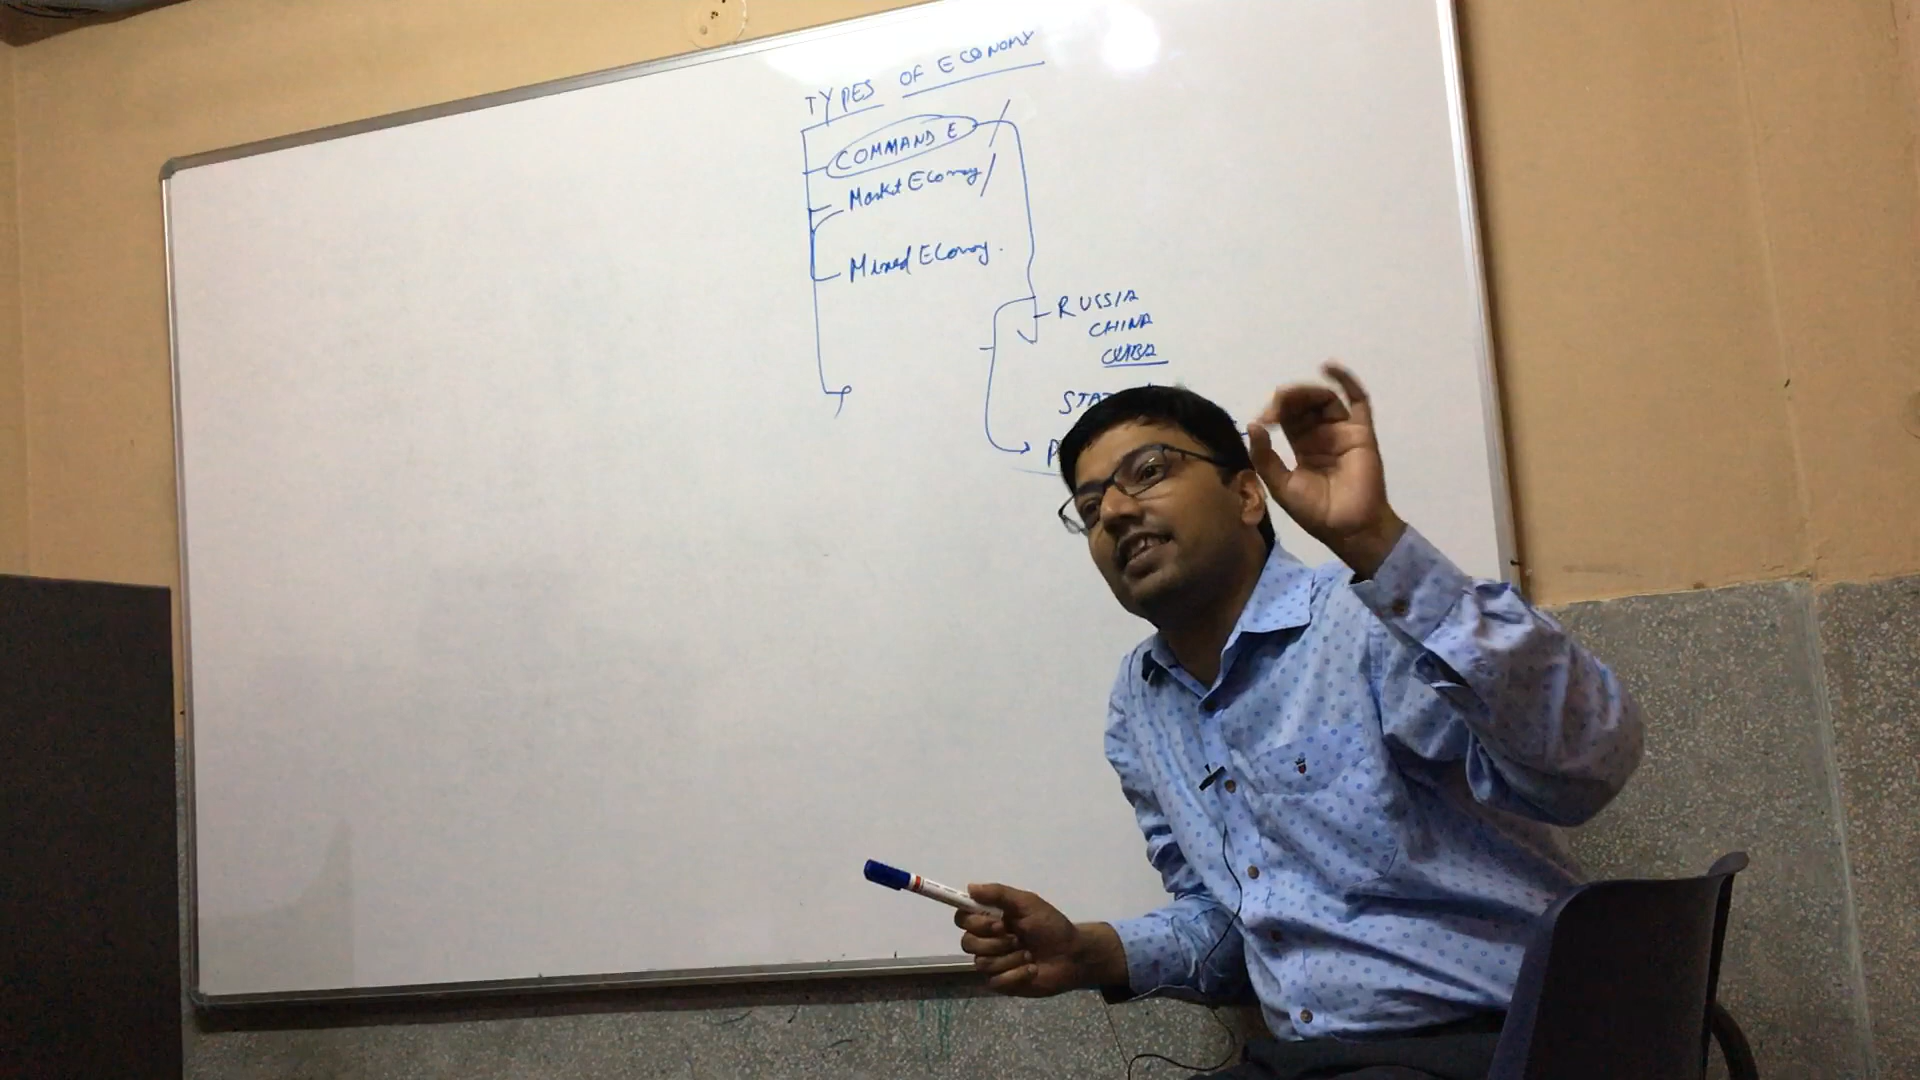 TYPES OF ECONOMY
COMMAND E
Market Economy
Mixed Economy.
RUSSIA
CHINA
CUBA